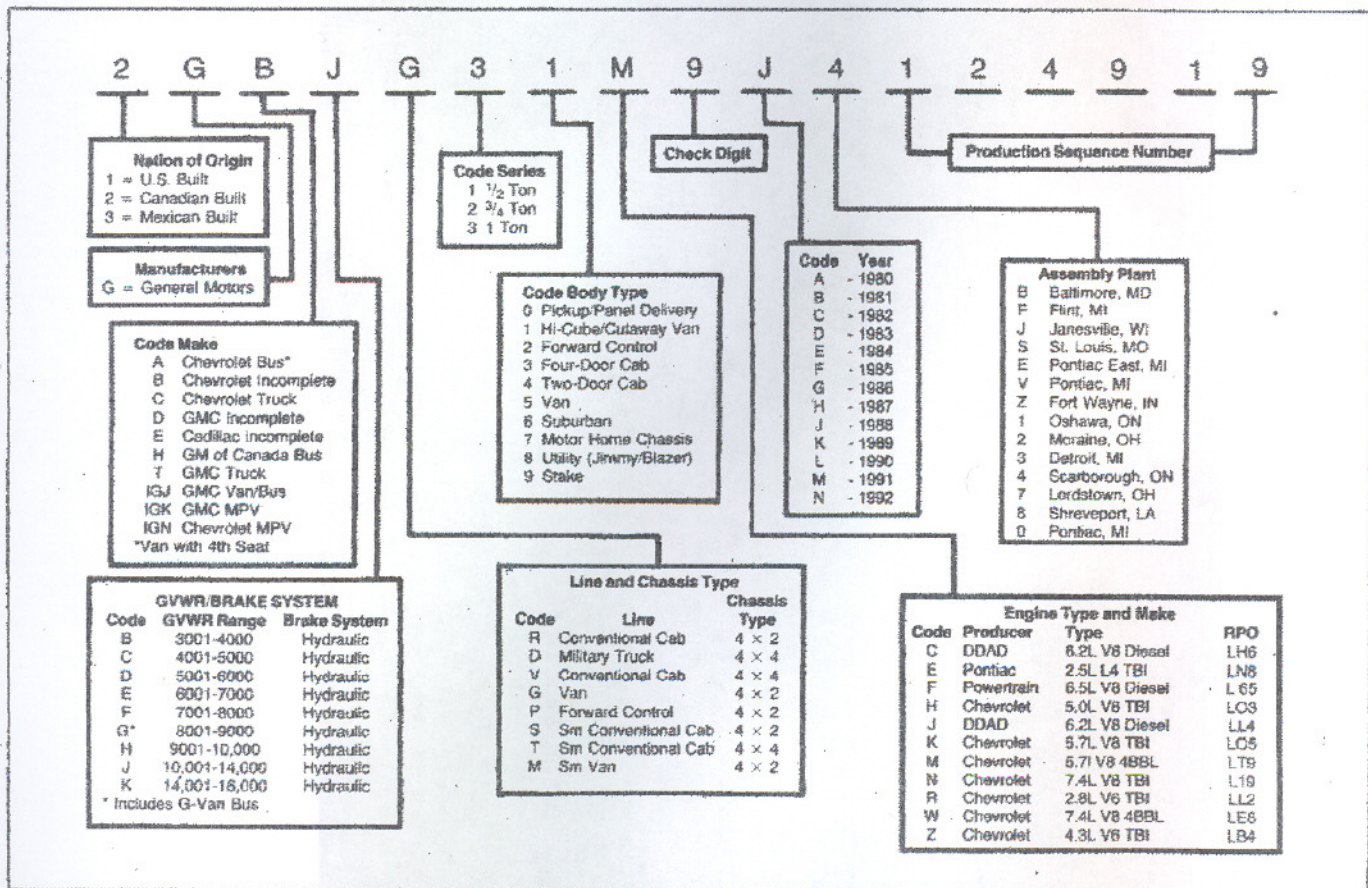 2 G B J G 3 1 M 9 J 4 1 2 4 9 1 9
Nation of Origin
1 = U.S. Built
2 = Canadian Built
3 = Mexican Built
Manufacturers
G = General Motors
Code Make
A Chevrolet Bus*
B Chevrolet Incomplete
C Chevrolet Truck
D GMC Incomplete
E Cadillac Incomplete
H GM of Canada Bus
T GMC Truck
IGJ GMC Van/Bus
IGK GMC MPV
IGN Chevrolet MPV
*Van with 4th Seat
GVWR/BRAKE SYSTEM
Code GVWR Range Brake System
B 3001-4000 Hydraulic
C 4001-5000 Hydraulic
D 5001-6000 Hydraulic
E 6001-7000 Hydraulic
F 7001-8000 Hydraulic
G* 8001-9000 Hydraulic
H 9001-10,000 Hydraulic
J 10,001-14,000 Hydraulic
K 14,001-16,000 Hydraulic
* Includes G-Van Bus
Code Series
1 1/2 Ton
2 3/4 Ton
3 1 Ton
Code Body Type
0 Pickup/Panel Delivery
1 Hi-Cube/Cutaway Van
2 Forward Control
3 Four-Door Cab
4 Two-Door Cab
5 Van
6 Suburban
7 Motor Home Chassis
8 Utility (Jimmy/Blazer)
9 Stake
Line and Chassis Type
Chassis
Code Line Type
R Conventional Cab 4 × 2
D Military Truck 4 × 4
V Conventional Cab 4 × 4
G Van 4 × 2
P Forward Control 4 × 2
S Sm Conventional Cab 4 × 2
T Sm Conventional Cab 4 × 4
M Sm Van 4 × 2
Check Digit
Code Year
A - 1980
B - 1981
C - 1982
D - 1983
E - 1984
F - 1985
G - 1986
H - 1987
J - 1988
K - 1989
L - 1990
M - 1991
N - 1992
Production Sequence Number
Assembly Plant
B Baltimore, MD
F Flint, MI
J Janesville, WI
S St. Louis, MO
E Pontiac East, MI
V Pontiac, MI
Z Fort Wayne, IN
1 Oshawa, ON
2 Moraine, OH
3 Detroit, MI
4 Scarborough, ON
7 Lordstown, OH
8 Shreveport, LA
0 Pontiac, MI
Engine Type and Make
Code Producer Type RPO
C DDAD 6.2L V8 Diesel LH6
E Pontiac 2.5L L4 TBI LN8
F Powertrain 6.5L V8 Diesel L 65
H Chevrolet 5.0L V8 TBI LO3
J DDAD 6.2L V8 Diesel LL4
K Chevrolet 5.7L V8 TBI LO5
M Chevrolet 5.7l V8 4BBL LT9
N Chevrolet 7.4L V8 TBI L19
R Chevrolet 2.8L V6 TBI LL2
W Chevrolet 7.4L V8 4BBL LE8
Z Chevrolet 4.3L V6 TBI LB4